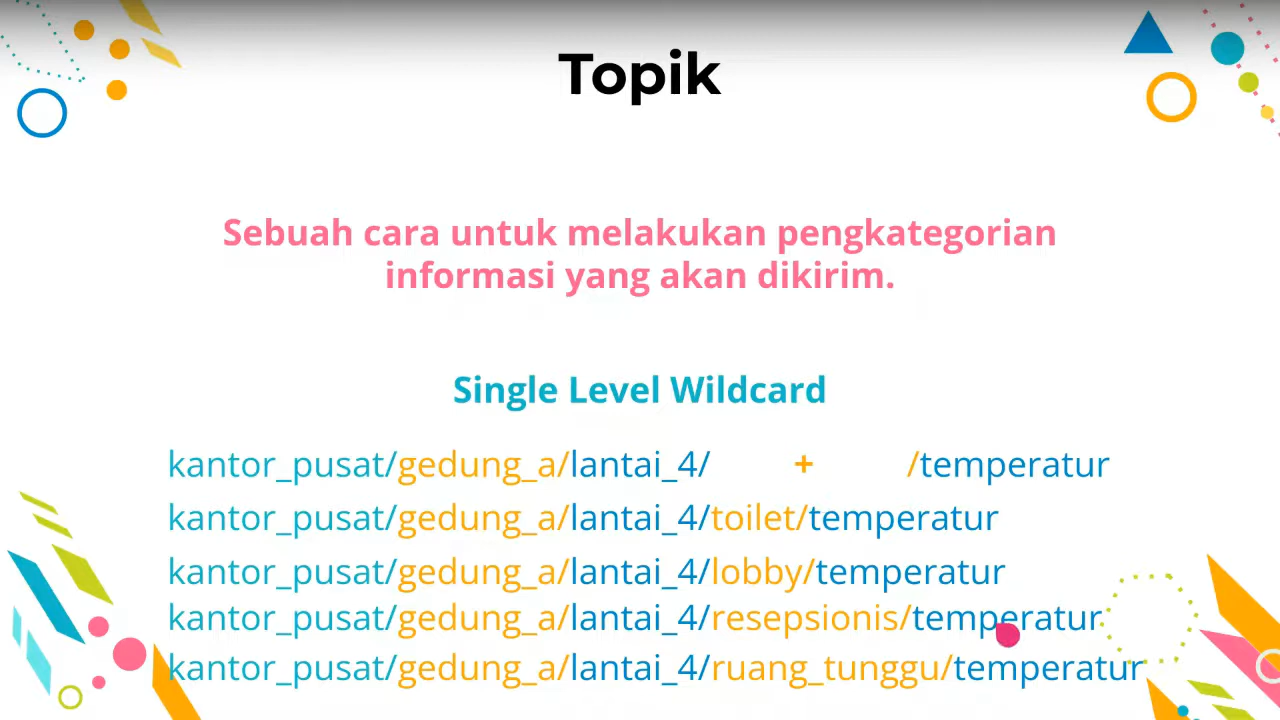 Topik
Sebuah cara untuk melakukan pengkategorian
informasi yang akan dikirim.
Single Level Wildcard
kantor_pusat/gedung_a/lantai_4/ + /temperatur
kantor_pusat/gedung_a/lantai_4/toilet/temperatur
kantor_pusat/gedung_a/lantai_4/lobby/temperatur
kantor_pusat/gedung_a/lantai_4/resepsionis/temperatur
kantor_pusat/gedung_a/lantai_4/ruang_tunggu/temperatur